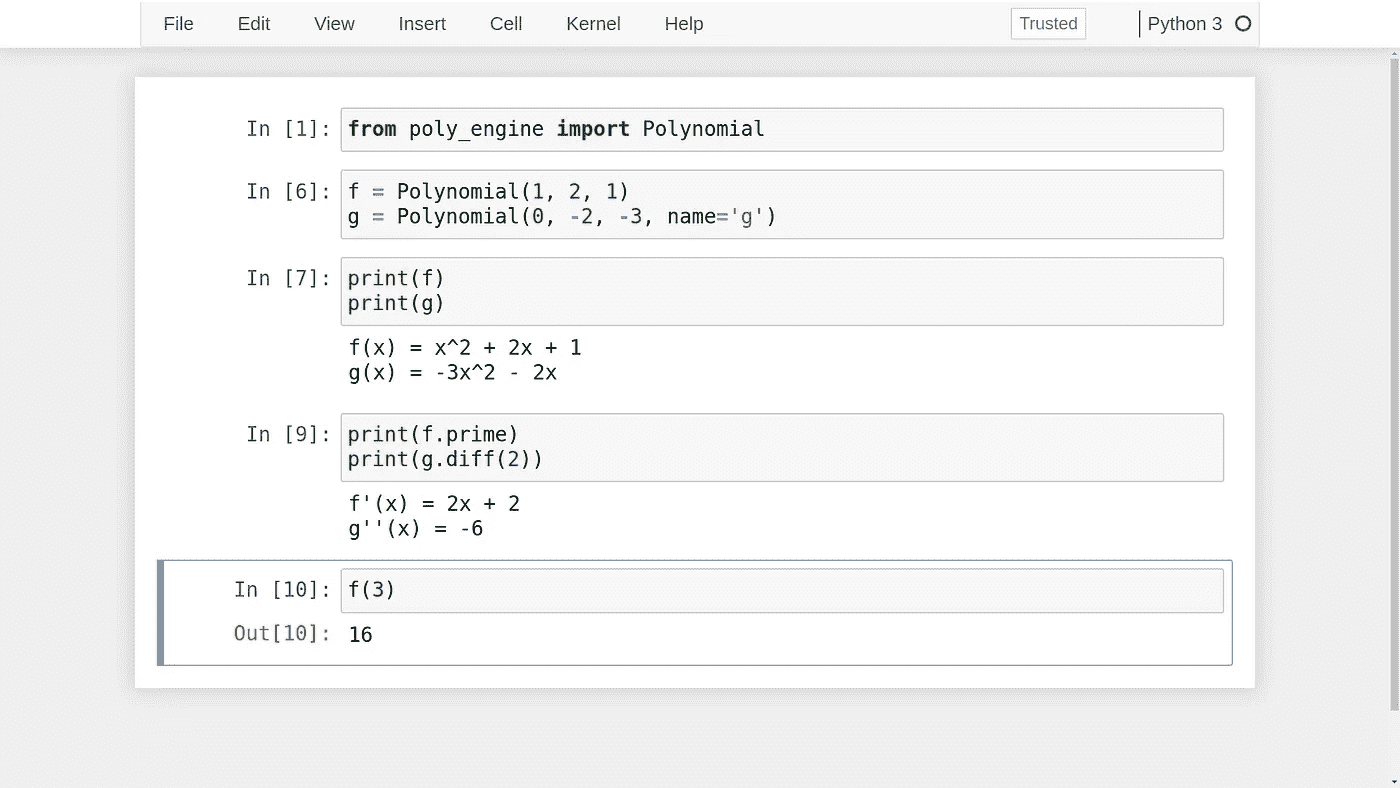 File Edit View Insert Cell Kernel Help Trusted Python 3
In [1]: from poly_engine import Polynomial
In [6]: f = Polynomial(1, 2, 1)
g = Polynomial(0, -2, -3, name='g')
In [7]: print(f)
print(g)
f(x) = x^2 + 2x + 1
g(x) = -3x^2 - 2x
In [9]: print(f.prime)
print(g.diff(2))
f'(x) = 2x + 2
g''(x) = -6
In [10]: f(3)
Out[10]: 16